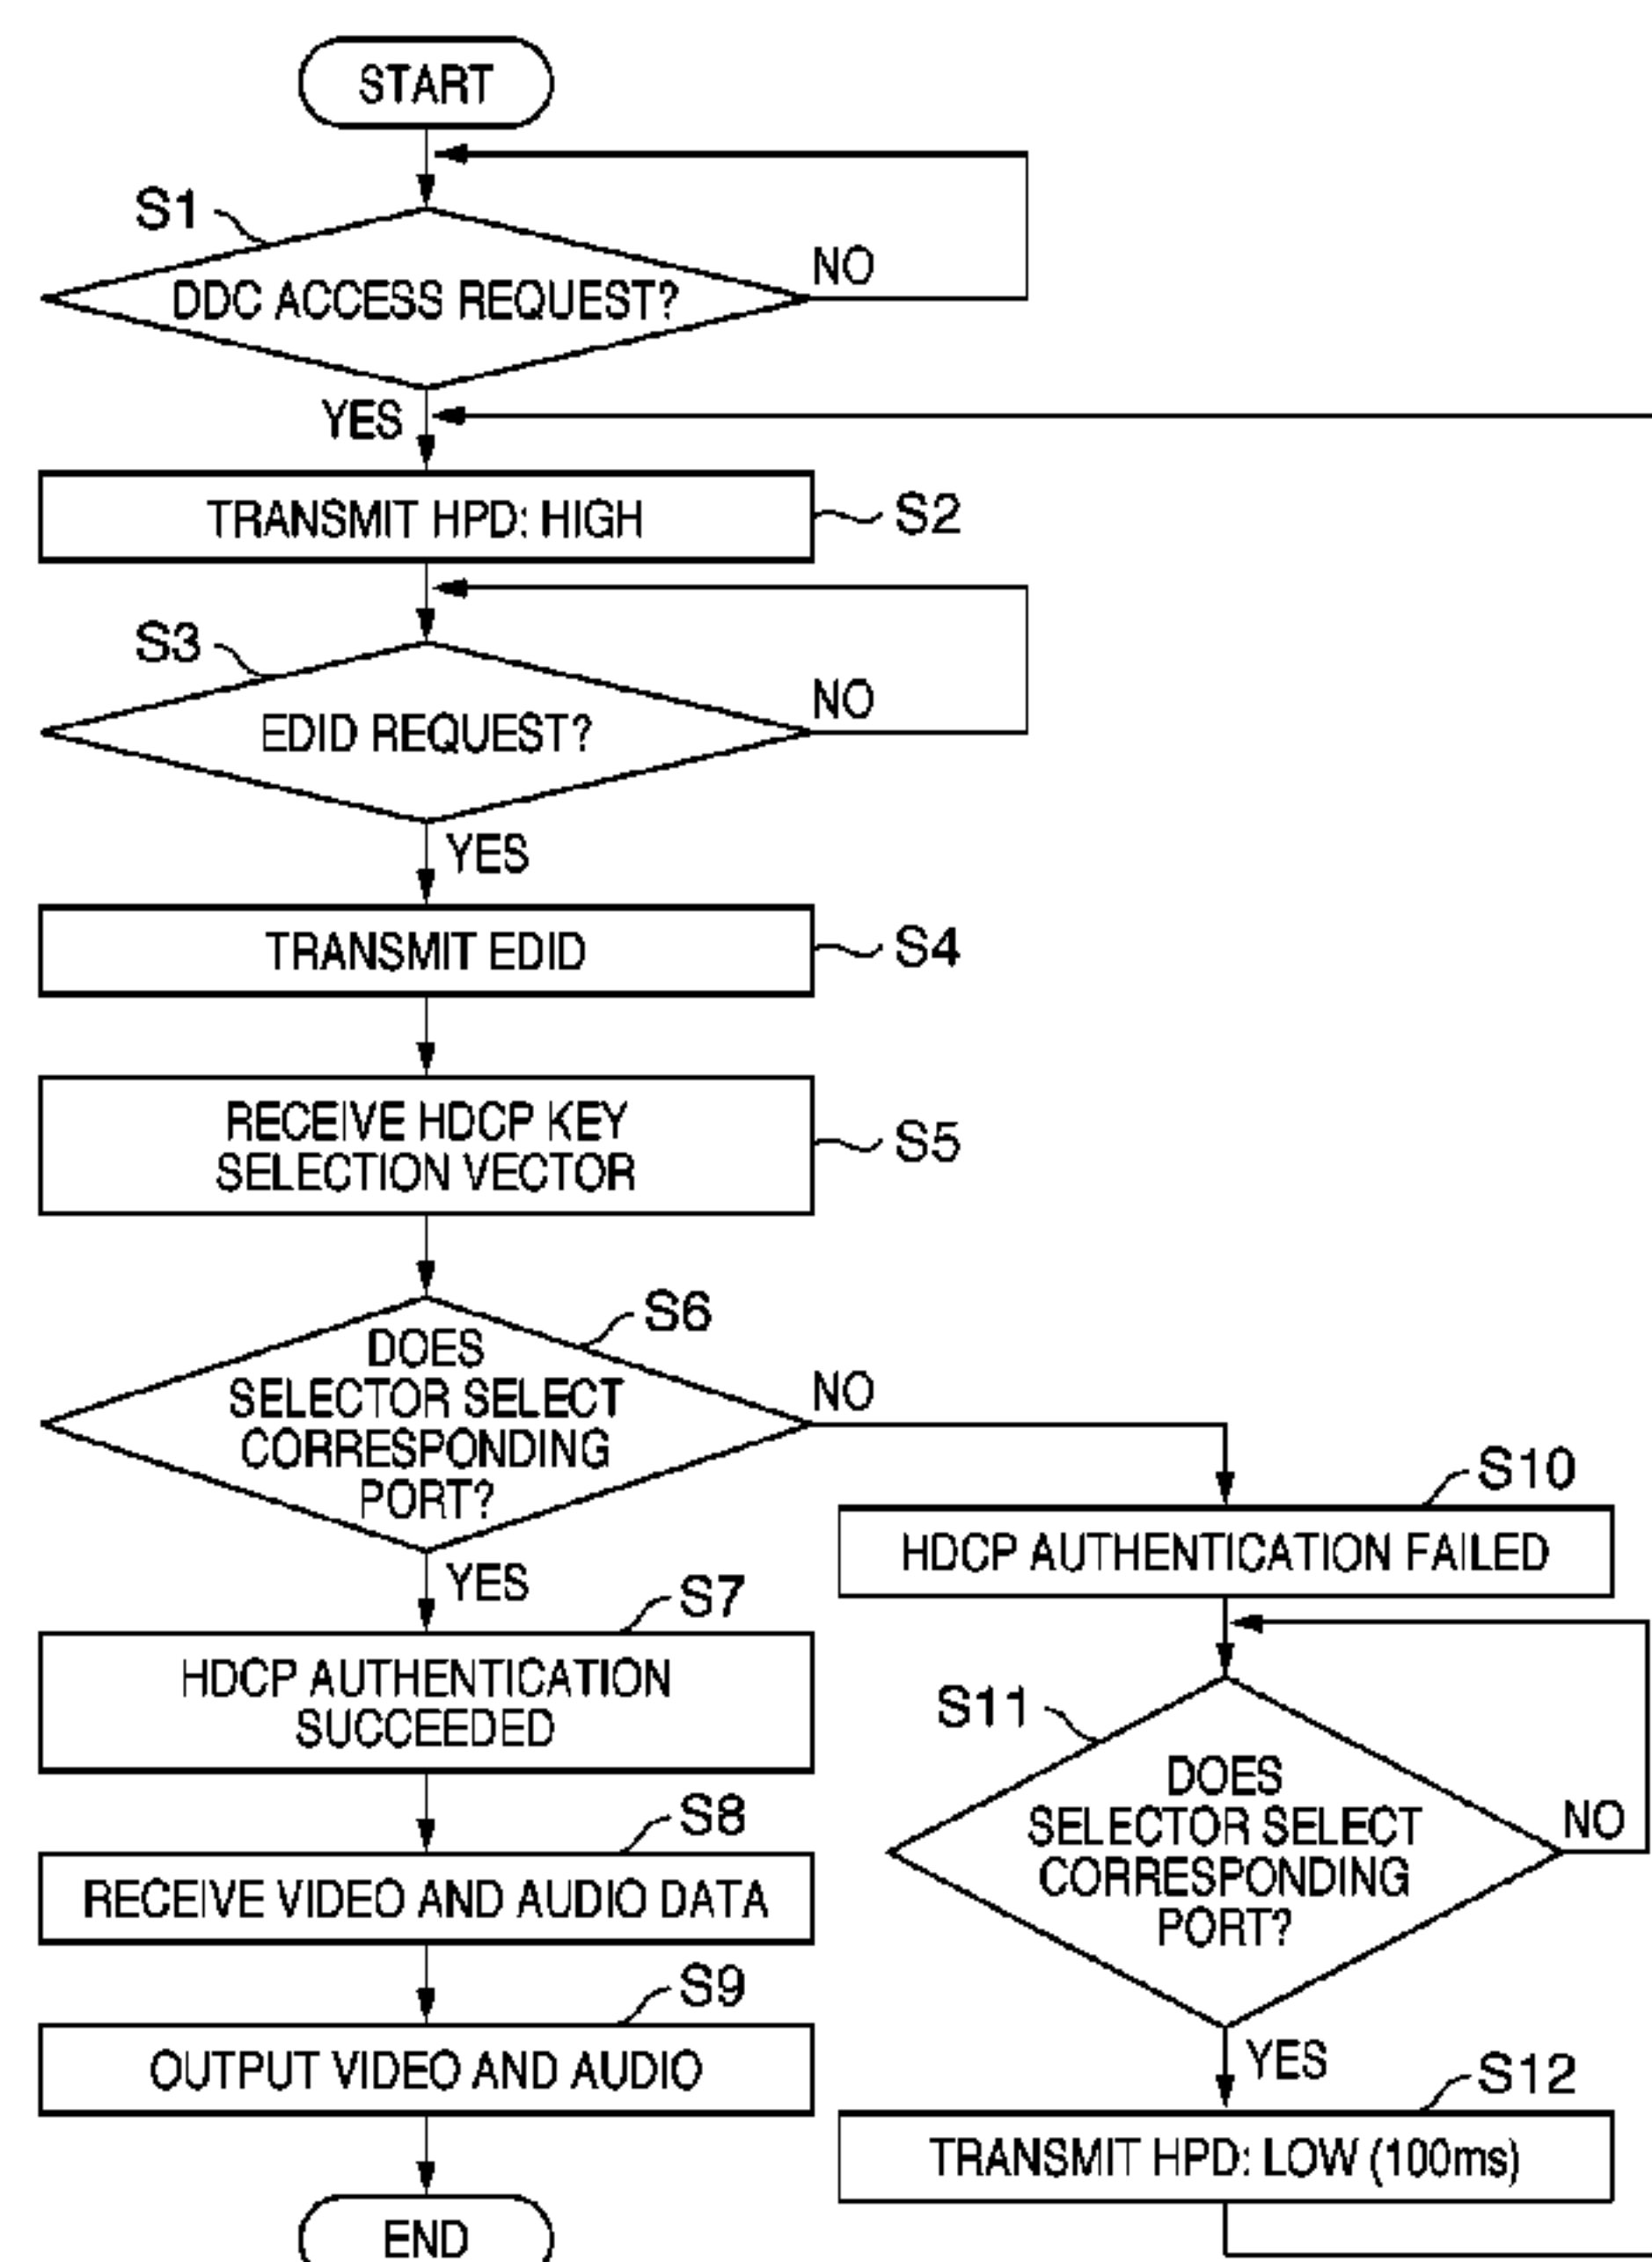 START
S1
DDC ACCESS REQUEST?
NO
YES
TRANSMIT HPD: HIGH
S2
S3
EDID REQUEST?
NO
YES
TRANSMIT EDID
S4
RECEIVE HDCP KEY
SELECTION VECTOR
S5
S6
DOES
SELECTOR SELECT
CORRESPONDING
PORT?
NO
YES
S7
HDCP AUTHENTICATION
SUCCEEDED
S8
RECEIVE VIDEO AND AUDIO DATA
S9
OUTPUT VIDEO AND AUDIO
END
S10
HDCP AUTHENTICATION FAILED
S11
DOES
SELECTOR SELECT
CORRESPONDING
PORT?
NO
YES
S12
TRANSMIT HPD: LOW (100ms)